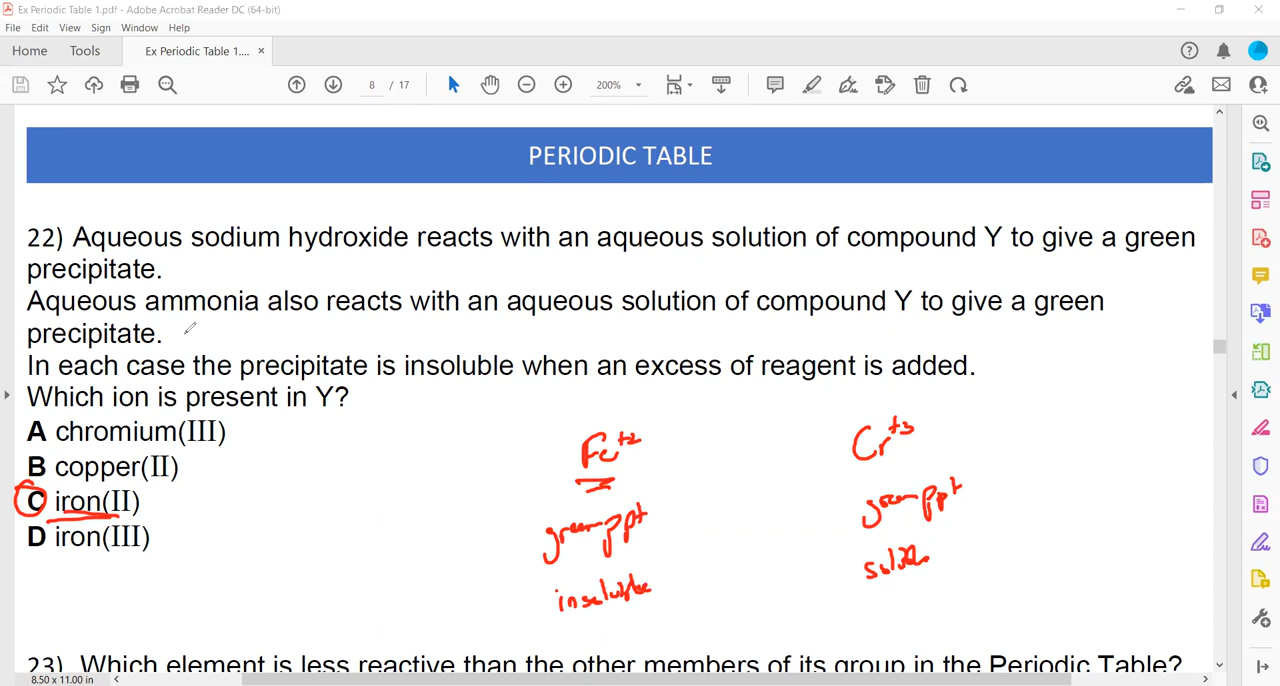 Ex Periodic Table 1.pdf - Adobe Acrobat Reader DC (64-bit)
File Edit View Sign Window Help
Home Tools Ex Periodic Table 1.... ×
8 / 17 200%
PERIODIC TABLE
22) Aqueous sodium hydroxide reacts with an aqueous solution of compound Y to give a green
precipitate.
Aqueous ammonia also reacts with an aqueous solution of compound Y to give a green
precipitate.
In each case the precipitate is insoluble when an excess of reagent is added.
Which ion is present in Y?
A chromium(III)
B copper(II)
C iron(II)
D iron(III)
Fe+2
green ppt
insoluble
Cr+3
green ppt
soluble
23) Which element is less reactive than the other members of its group in the Periodic Table?
8.50 x 11.00 in